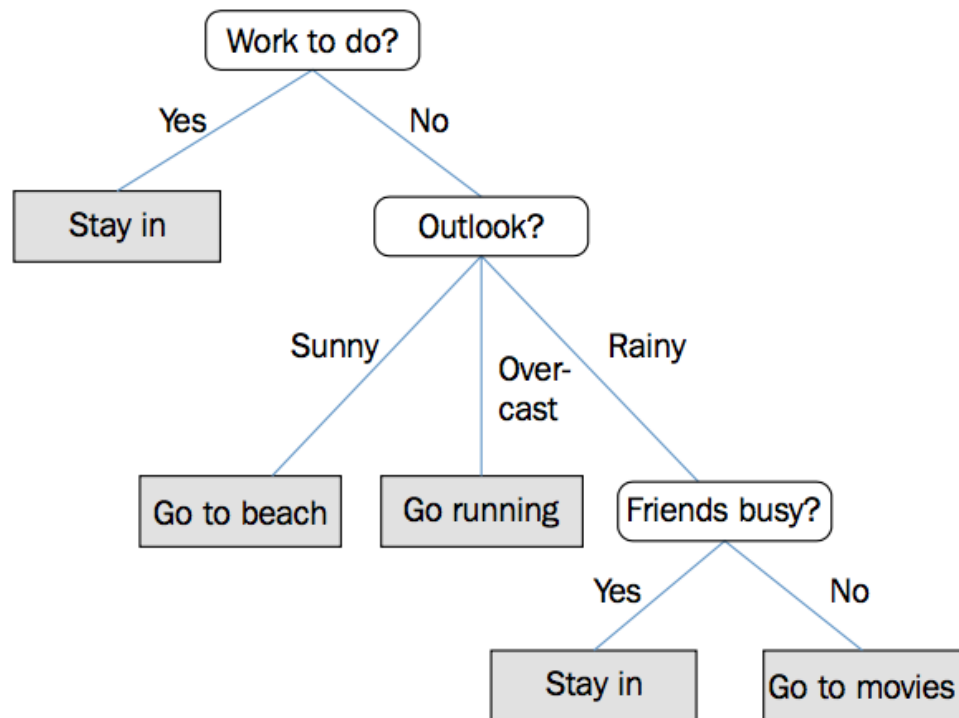 Work to do?
Yes
No
Stay in
Outlook?
Sunny
Over-
cast
Rainy
Go to beach
Go running
Friends busy?
Yes
No
Stay in
Go to movies